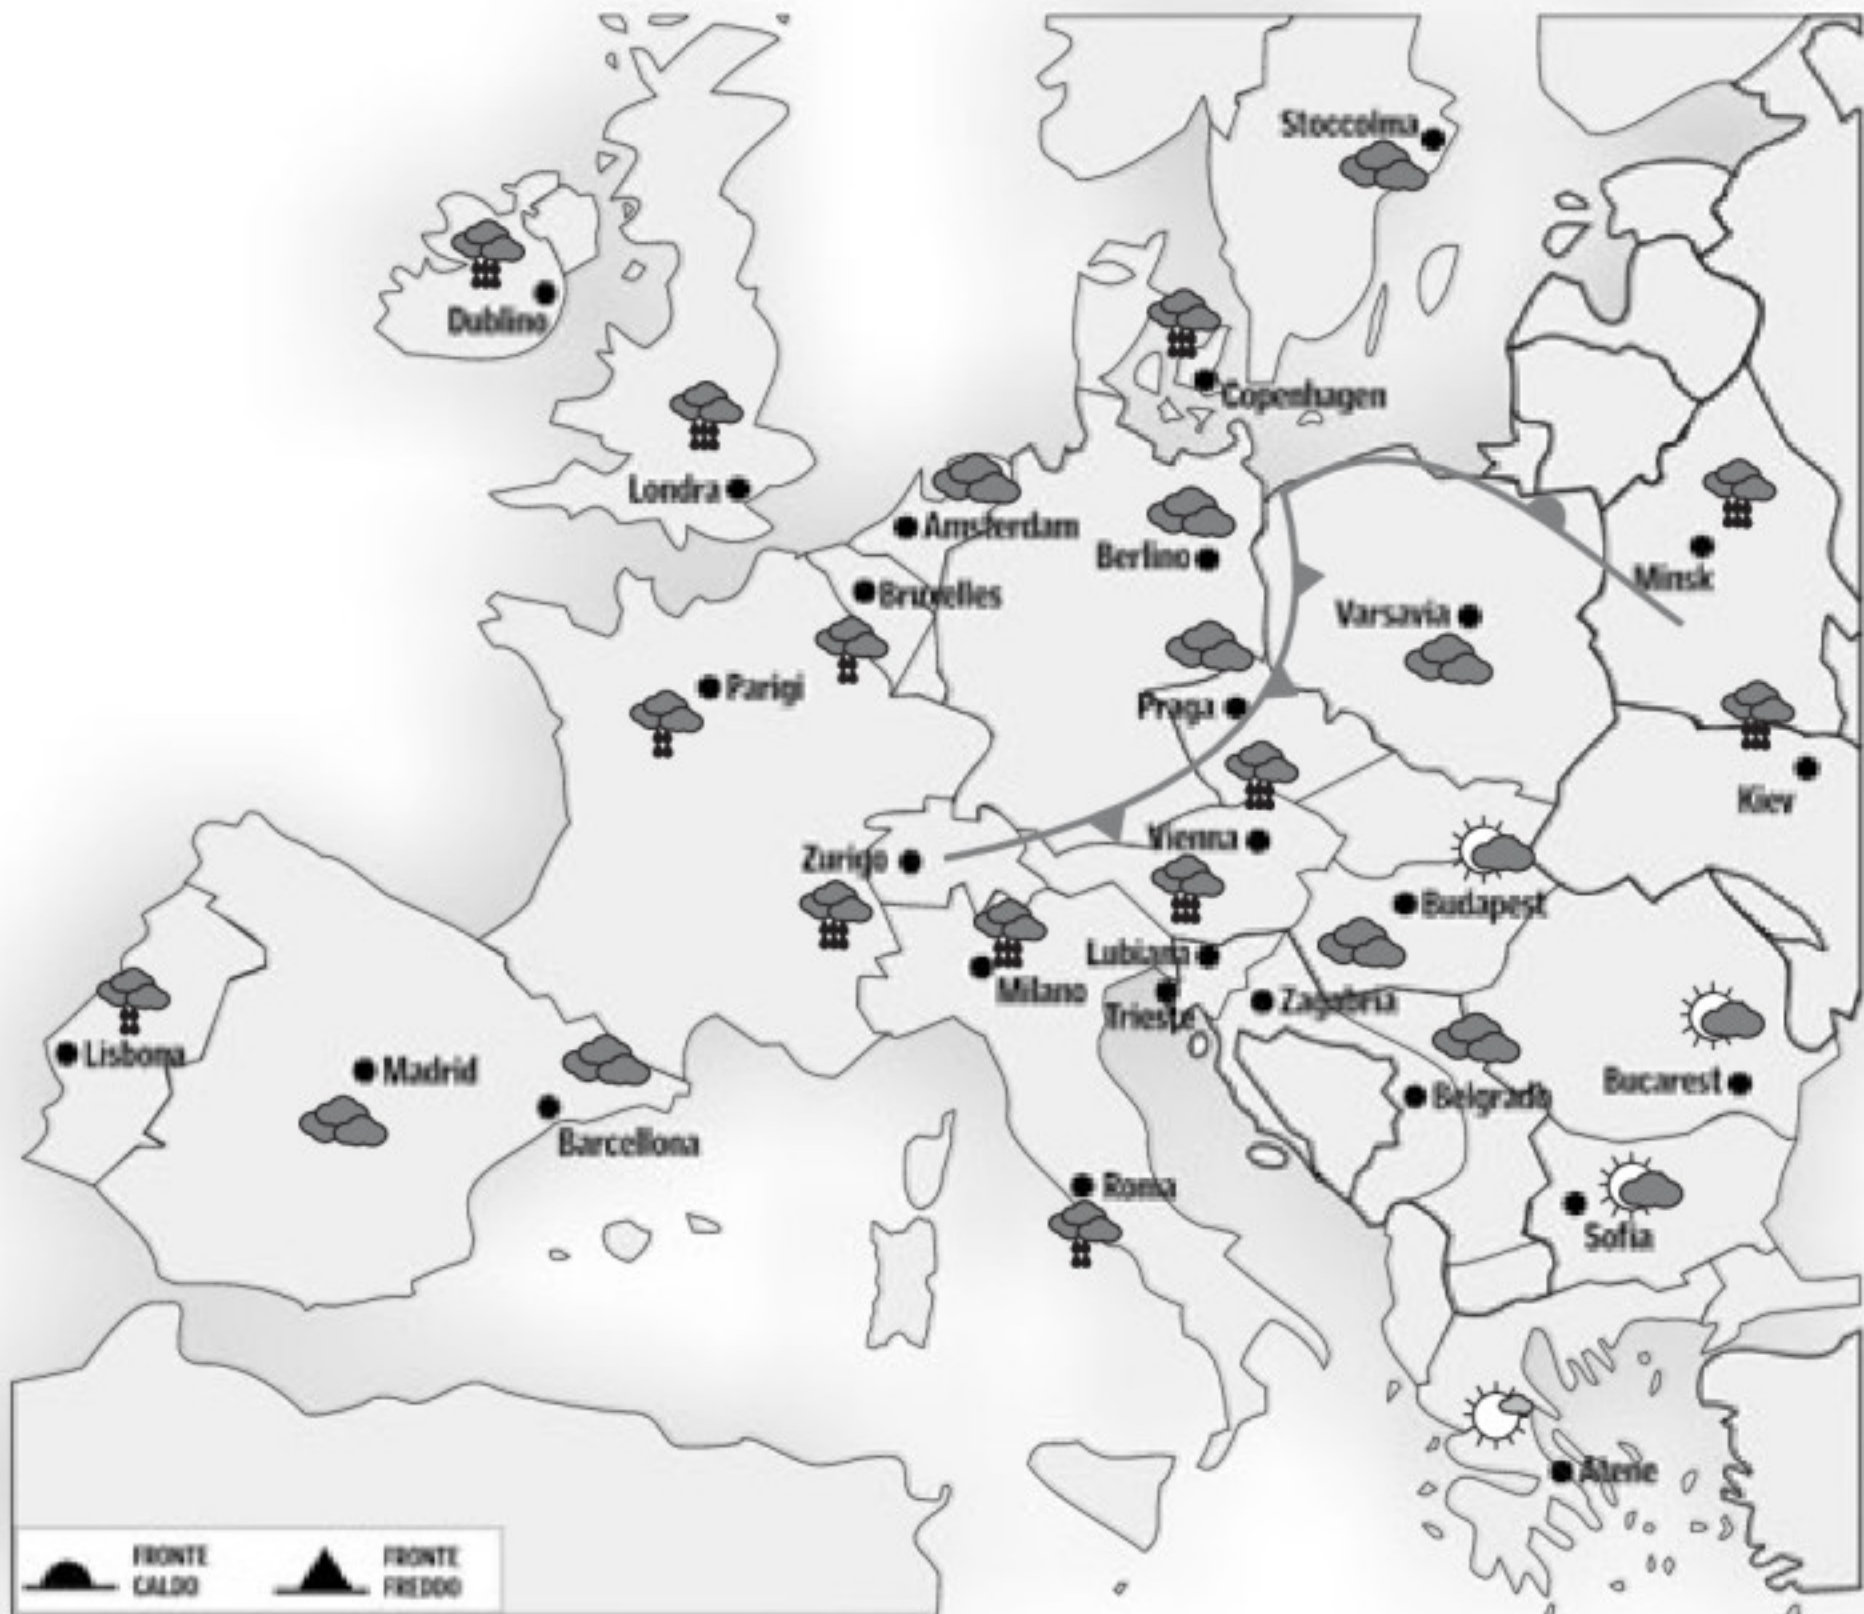 Stoccolma
Dublino
Copenhagen
Londra
Amsterdam
Berlino
Bruxelles
Minsk
Varsavia
Parigi
Praga
Kiev
Vienna
Zurigo
Budapest
Lubiana
Milano
Trieste
Zagabria
Lisbona
Madrid
Bucarest
Belgrado
Barcellona
Roma
Sofia
Atene
FRONTE
CALDO
FRONTE
FREDDO